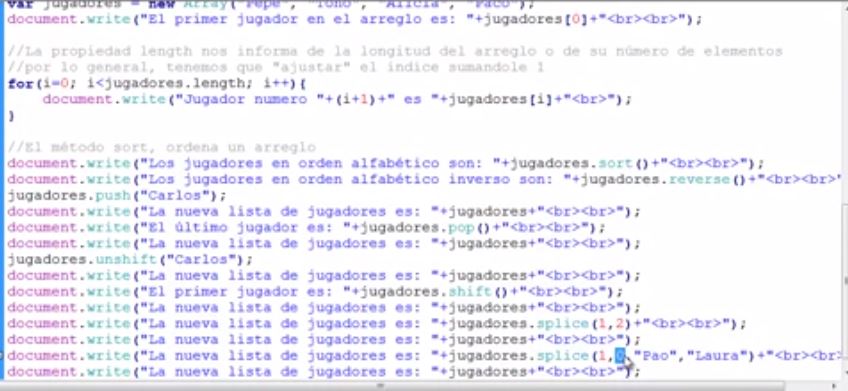 var jugadores = new Array("Pepe", "Toño", "Alicia", "Paco");
document.write("El primer jugador en el arreglo es: "+jugadores[0]+"<br><br>");
//La propiedad length nos informa de la longitud del arreglo o de su número de elementos
//por lo general, tenemos que "ajustar" el indice sumandole 1
for(i=0; i<jugadores.length; i++){
document.write("Jugador numero "+(i+1)+" es "+jugadores[i]+"<br>");
}
//El método sort, ordena un arreglo
document.write("Los jugadores en orden alfabético son: "+jugadores.sort()+"<br><br>");
document.write("Los jugadores en orden alfabético inverso son: "+jugadores.reverse()+"<br><br>"
jugadores.push("Carlos");
document.write("La nueva lista de jugadores es: "+jugadores+"<br><br>");
document.write("El último jugador es: "+jugadores.pop()+"<br><br>");
document.write("La nueva lista de jugadores es: "+jugadores+"<br><br>");
jugadores.unshift("Carlos");
document.write("La nueva lista de jugadores es: "+jugadores+"<br><br>");
document.write("El primer jugador es: "+jugadores.shift()+"<br><br>");
document.write("La nueva lista de jugadores es: "+jugadores+"<br><br>");
document.write("La nueva lista de jugadores es: "+jugadores.splice(1,2)+"<br><br>");
document.write("La nueva lista de jugadores es: "+jugadores+"<br><br>");
document.write("La nueva lista de jugadores es: "+jugadores.splice(1,0,"Pao","Laura")+"<br><br>
document.write("La nueva lista de jugadores es: "+jugadores+"<br><br>");